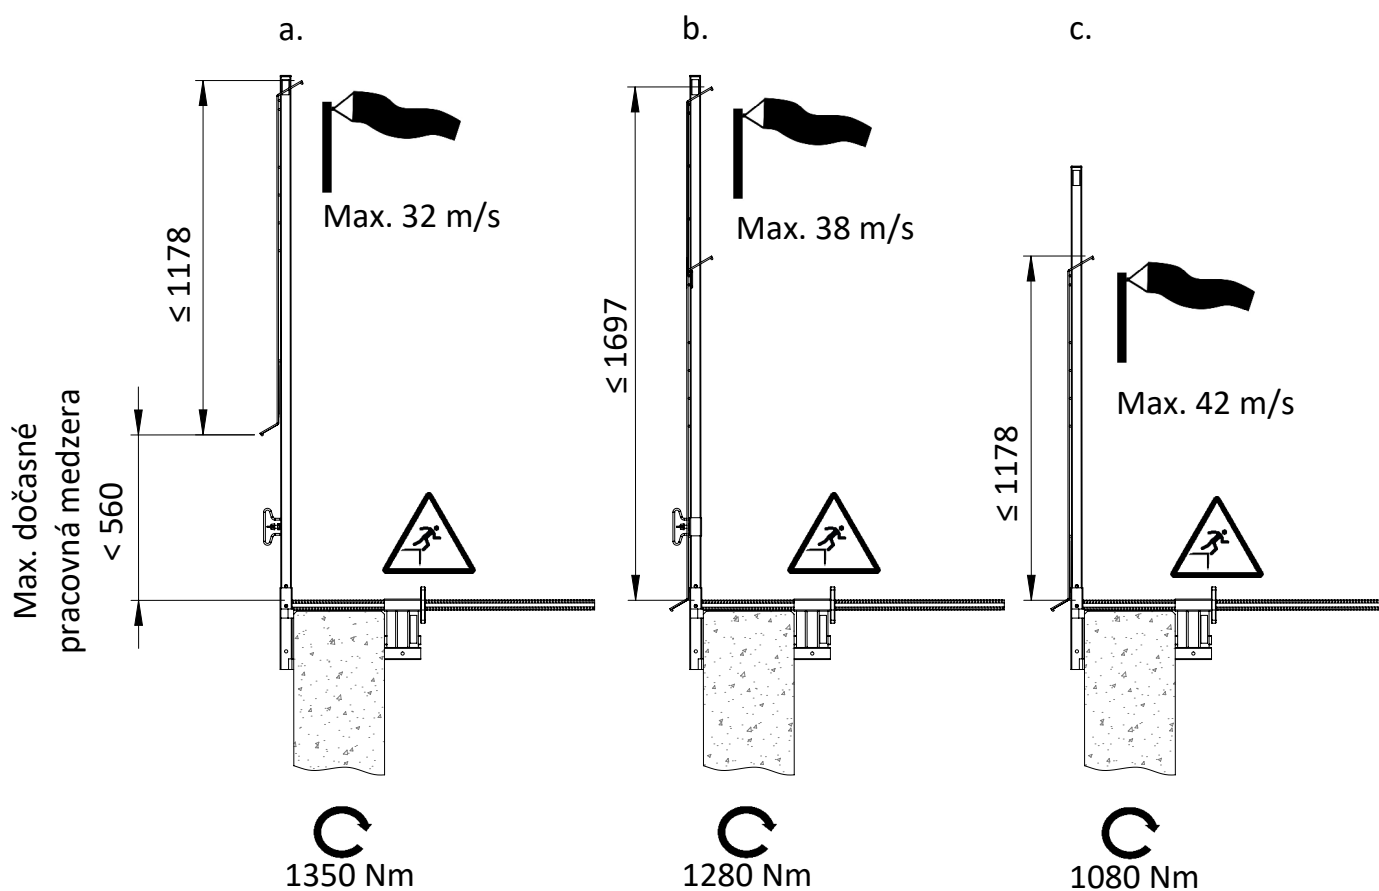 a.
b.
c.
Max. 32 m/s
Max. 38 m/s
Max. 42 m/s
≤ 1178
≤ 1697
≤ 1178
Max. dočasné
pracovná medzera
< 560
1350 Nm
1280 Nm
1080 Nm